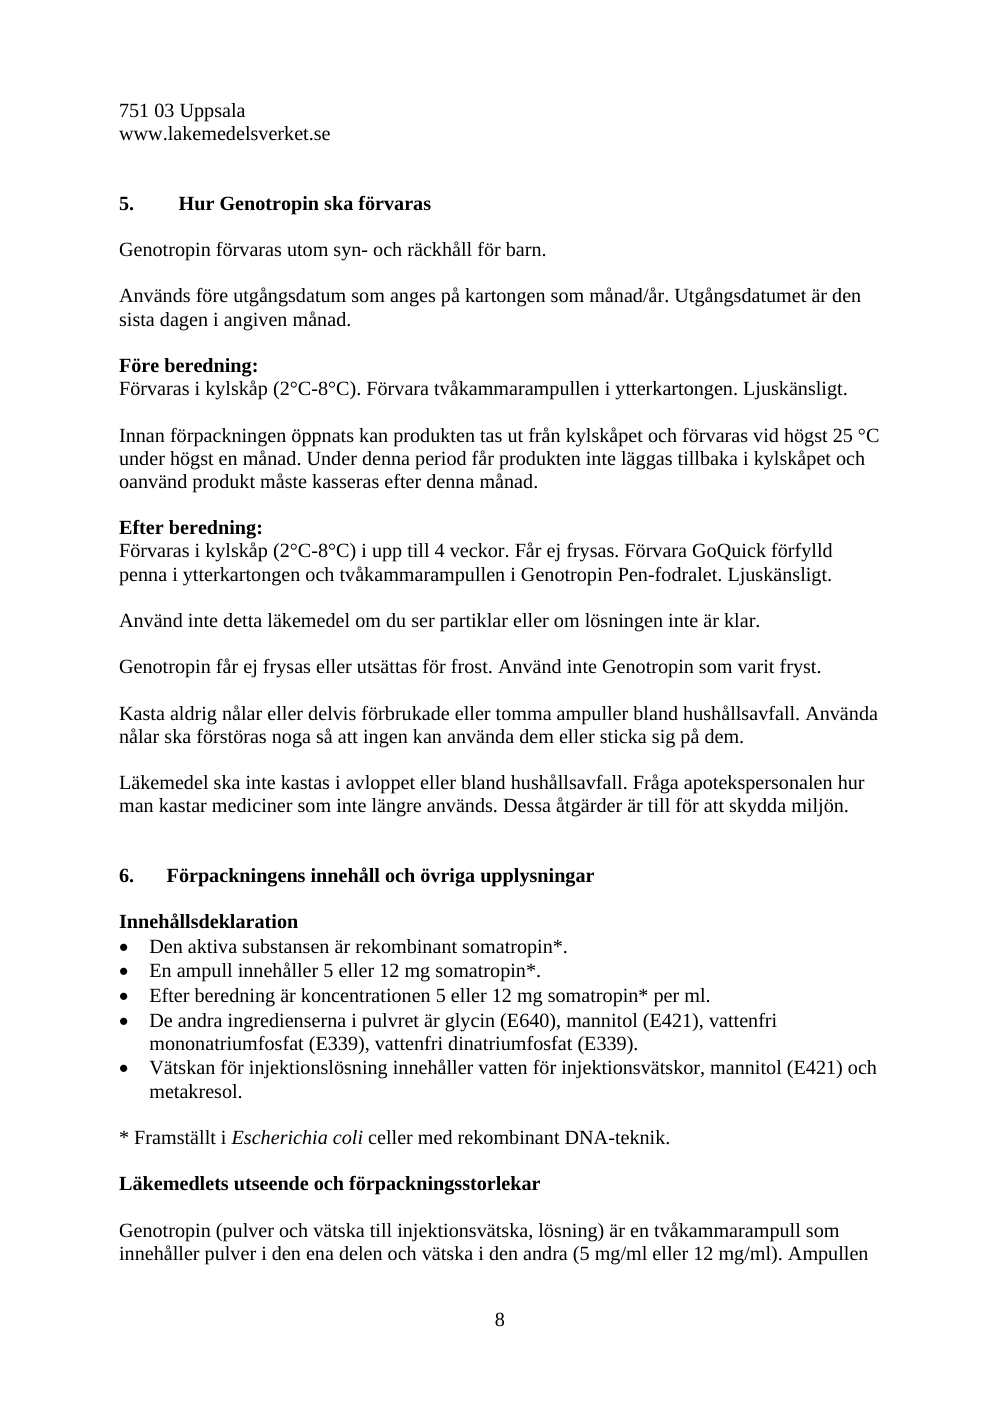 751 03 Uppsala
www.lakemedelsverket.se
5. Hur Genotropin ska förvaras
Genotropin förvaras utom syn- och räckhåll för barn.
Används före utgångsdatum som anges på kartongen som månad/år. Utgångsdatumet är den
sista dagen i angiven månad.
Före beredning:
Förvaras i kylskåp (2°C-8°C). Förvara tvåkammarampullen i ytterkartongen. Ljuskänsligt.
Innan förpackningen öppnats kan produkten tas ut från kylskåpet och förvaras vid högst 25 °C
under högst en månad. Under denna period får produkten inte läggas tillbaka i kylskåpet och
oanvänd produkt måste kasseras efter denna månad.
Efter beredning:
Förvaras i kylskåp (2°C-8°C) i upp till 4 veckor. Får ej frysas. Förvara GoQuick förfylld
penna i ytterkartongen och tvåkammarampullen i Genotropin Pen-fodralet. Ljuskänsligt.
Använd inte detta läkemedel om du ser partiklar eller om lösningen inte är klar.
Genotropin får ej frysas eller utsättas för frost. Använd inte Genotropin som varit fryst.
Kasta aldrig nålar eller delvis förbrukade eller tomma ampuller bland hushållsavfall. Använda
nålar ska förstöras noga så att ingen kan använda dem eller sticka sig på dem.
Läkemedel ska inte kastas i avloppet eller bland hushållsavfall. Fråga apotekspersonalen hur
man kastar mediciner som inte längre används. Dessa åtgärder är till för att skydda miljön.
6. Förpackningens innehåll och övriga upplysningar
Innehållsdeklaration
• Den aktiva substansen är rekombinant somatropin*.
• En ampull innehåller 5 eller 12 mg somatropin*.
• Efter beredning är koncentrationen 5 eller 12 mg somatropin* per ml.
• De andra ingredienserna i pulvret är glycin (E640), mannitol (E421), vattenfri
mononatriumfosfat (E339), vattenfri dinatriumfosfat (E339).
• Vätskan för injektionslösning innehåller vatten för injektionsvätskor, mannitol (E421) och
metakresol.
* Framställt i Escherichia coli celler med rekombinant DNA-teknik.
Läkemedlets utseende och förpackningsstorlekar
Genotropin (pulver och vätska till injektionsvätska, lösning) är en tvåkammarampull som
innehåller pulver i den ena delen och vätska i den andra (5 mg/ml eller 12 mg/ml). Ampullen
8